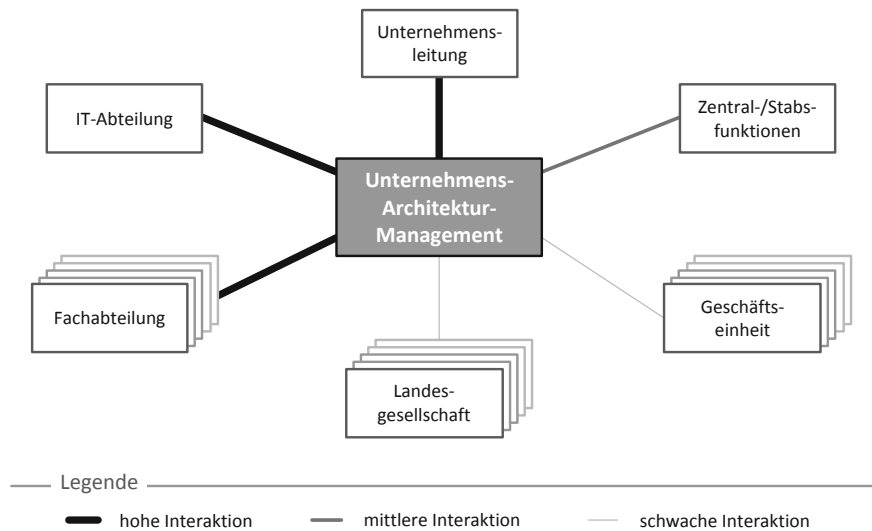 Unternehmens-
leitung
IT-Abteilung
Zentral-/Stabs-
funktionen
Unternehmens-
Architektur-
Management
Fachabteilung
Geschäfts-
einheit
Landes-
gesellschaft
Legende
hohe Interaktion
mittlere Interaktion
schwache Interaktion